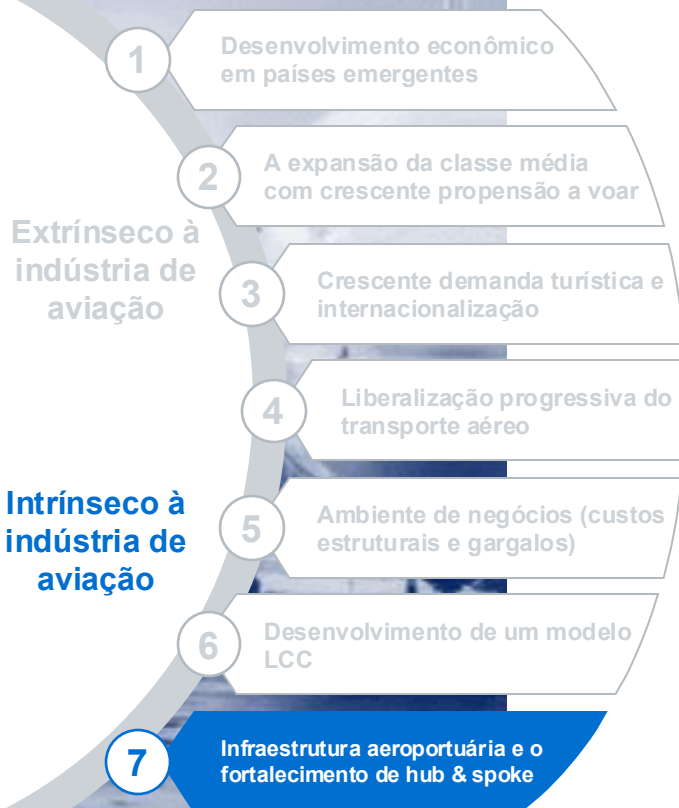 1
Desenvolvimento econômico
em países emergentes
2
A expansão da classe média
com crescente propensão a voar
Extrínseco à
indústria de
aviação
3
Crescente demanda turística e
internacionalização
4
Liberalização progressiva do
transporte aéreo
Intrínseco à
indústria de
aviação
5
Ambiente de negócios (custos
estruturais e gargalos)
6
Desenvolvimento de um modelo
LCC
7
Infraestrutura aeroportuária e o
fortalecimento de hub & spoke